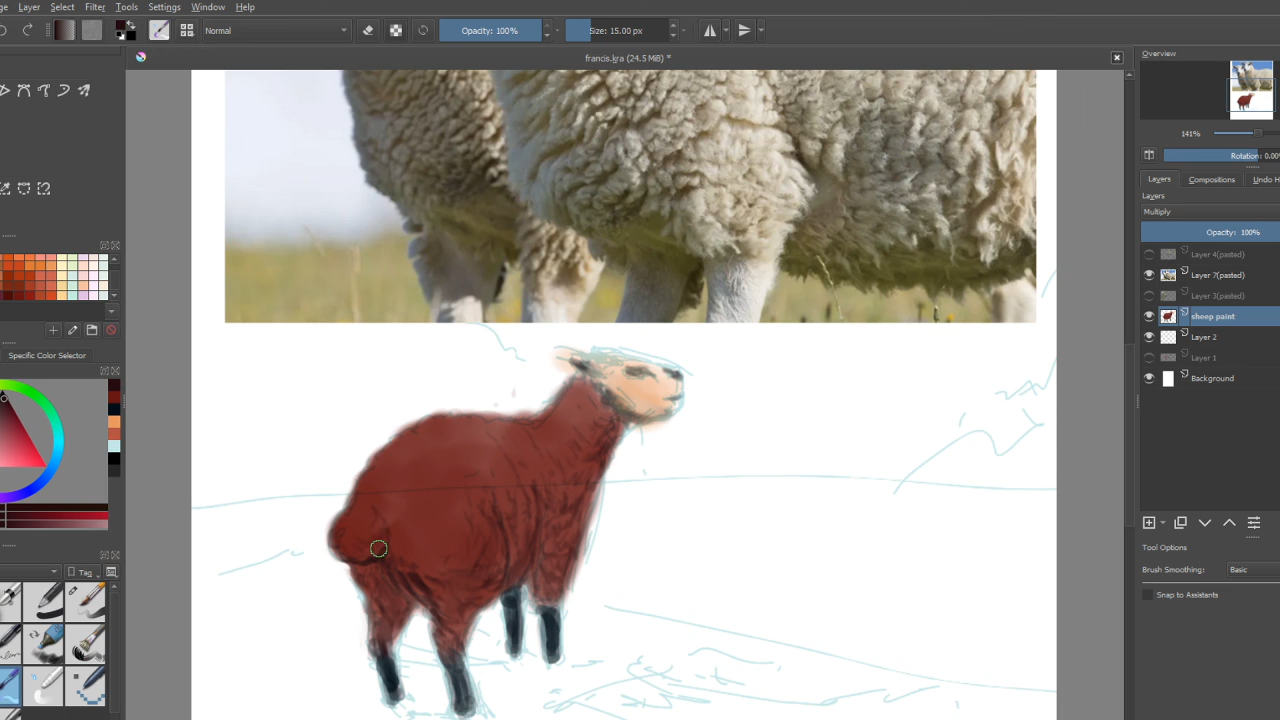 ge Layer Select Filter Tools Settings Window Help
Normal Opacity: 100% Size: 15.00 px
francis.kra (24.5 MiB) *
Overview
141%
Rotation: 0.00
Layers Compositions Undo H
Layers
Multiply
Opacity: 100%
Layer 4(pasted)
Layer 7(pasted)
Layer 3(pasted)
sheep paint
Layer 2
Layer 1
Background
Specific Color Selector
Tag
Tool Options
Brush Smoothing: Basic
Snap to Assistants